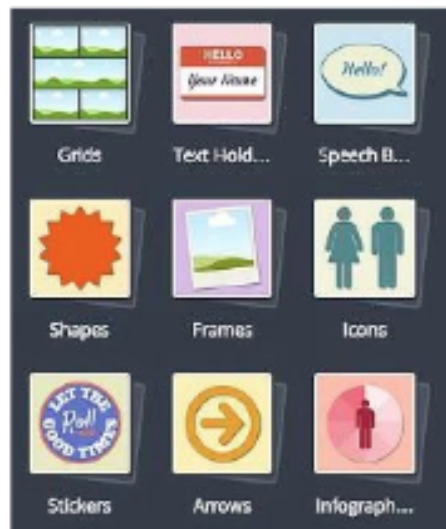 HELLO
Your Name
Hello!
Grids
Text Hold...
Speech B...
Shapes
Frames
Icons
LET THE
Roll
GOOD TIMES
Stickers
Arrows
Infograph...